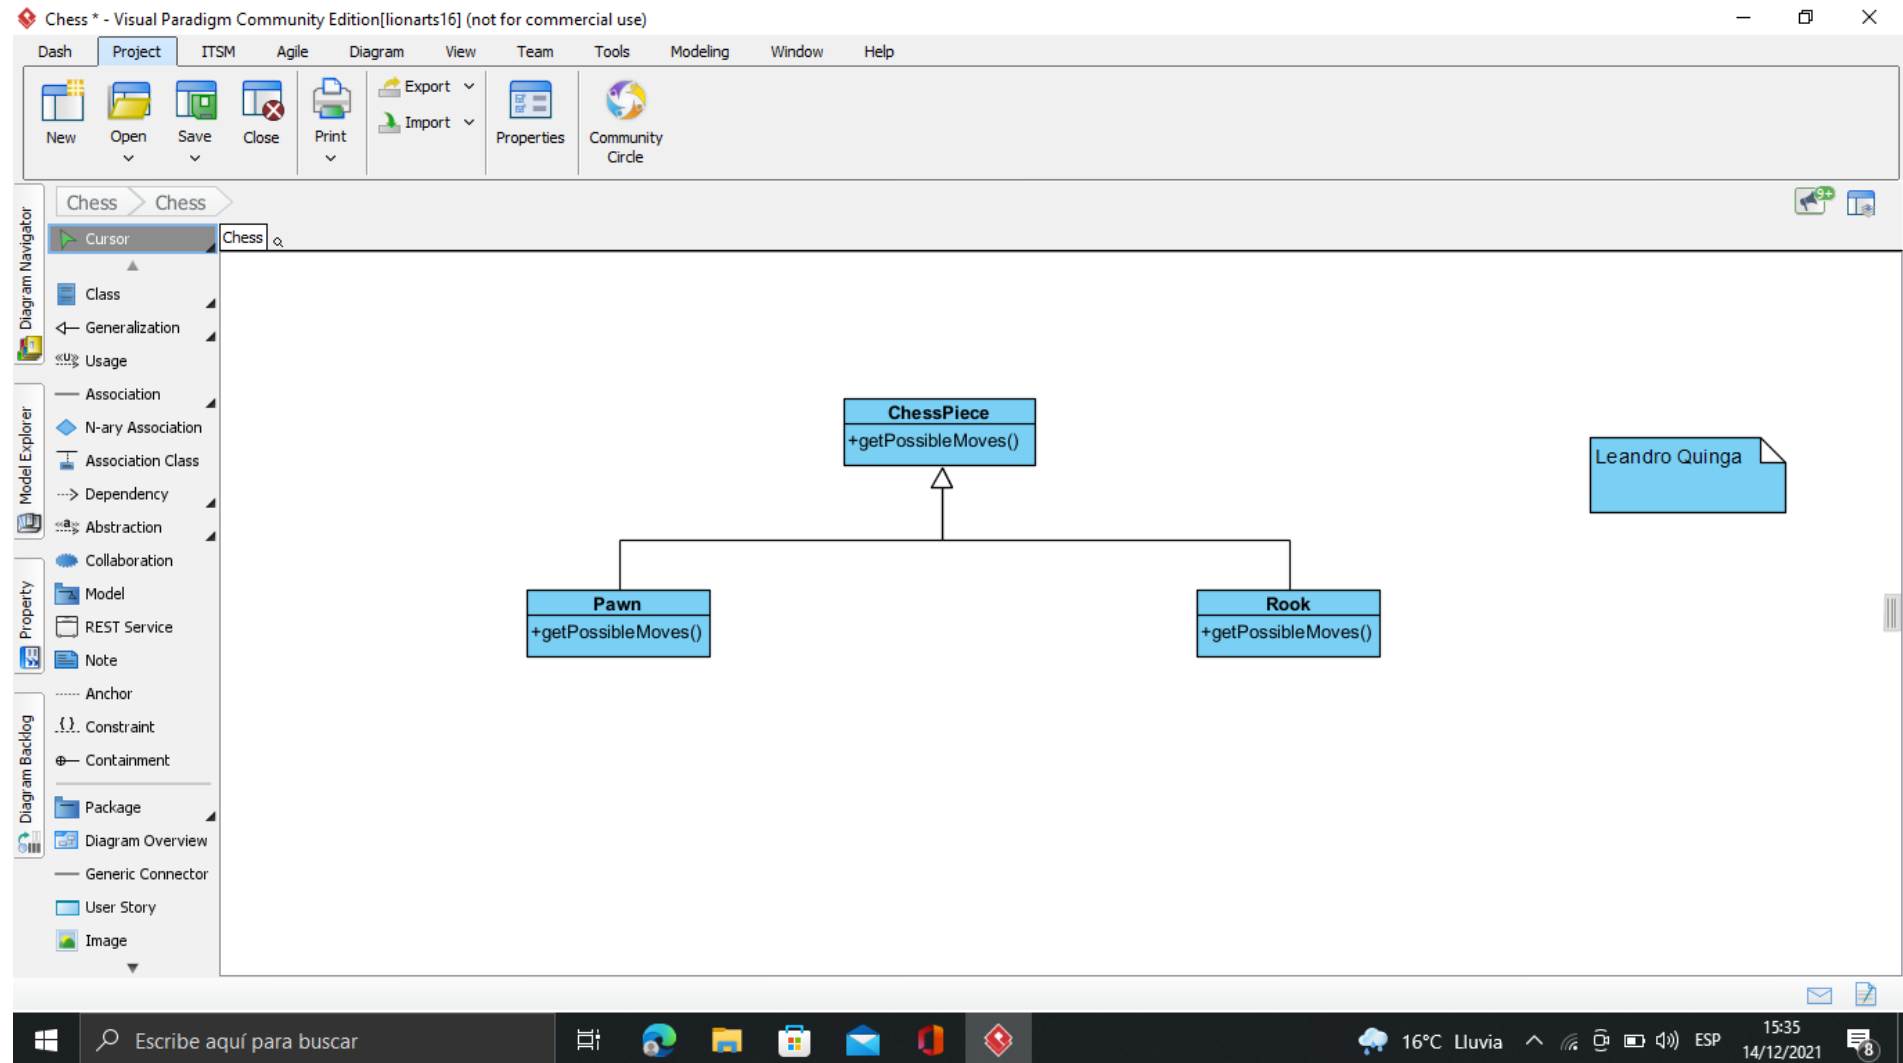 Chess * - Visual Paradigm Community Edition[lionarts16] (not for commercial use)
Dash Project ITSM Agile Diagram View Team Tools Modeling Window Help
New Open Save Close Print Export Import Properties Community Circle
Chess Chess 9+
Diagram Navigator
Model Explorer
Property
Diagram Backlog
Cursor
Class
Generalization
«U» Usage
Association
N-ary Association
Association Class
Dependency
«a» Abstraction
Collaboration
Model
REST Service
Note
Anchor
{} Constraint
Containment
Package
Diagram Overview
Generic Connector
User Story
Image
Chess
ChessPiece
+getPossibleMoves()
Leandro Quinga
Pawn
+getPossibleMoves()
Rook
+getPossibleMoves()
Escribe aquí para buscar
16°C Lluvia ESP
15:35
14/12/2021
8